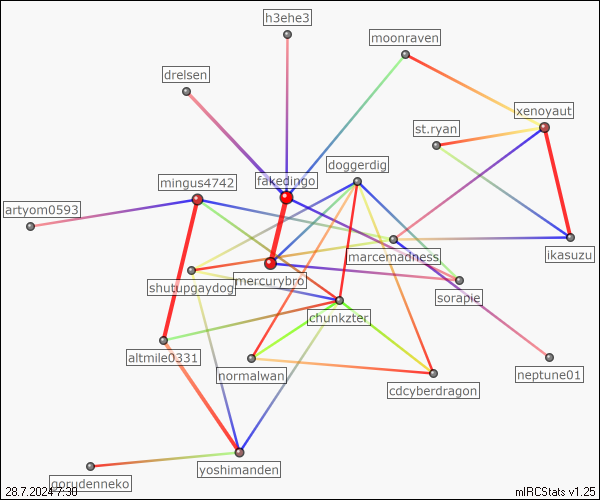 h3ehe3
moonraven
drelsen
xenoyaut
st.ryan
doggerdig
fakedingo
mingus4742
artyom0593
ikasuzu
marcemadness
shutupgaydog
mercurybro
sorapie
chunkzter
altmile0331
normalwan
neptune01
cdcyberdragon
yoshimanden
gorudenneko
28.7.2024 7:30
mIRCStats v1.25